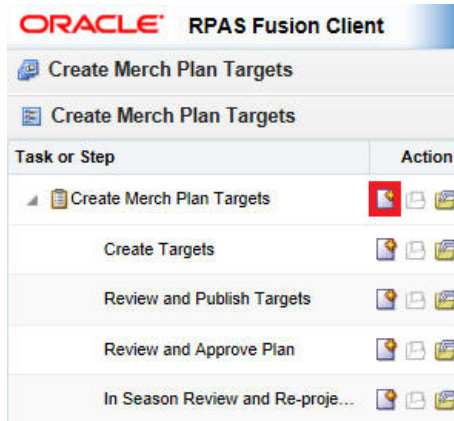 ORACLE® RPAS Fusion Client
Create Merch Plan Targets
Create Merch Plan Targets
Task or Step Action
Create Merch Plan Targets
Create Targets
Review and Publish Targets
Review and Approve Plan
In Season Review and Re-proje...